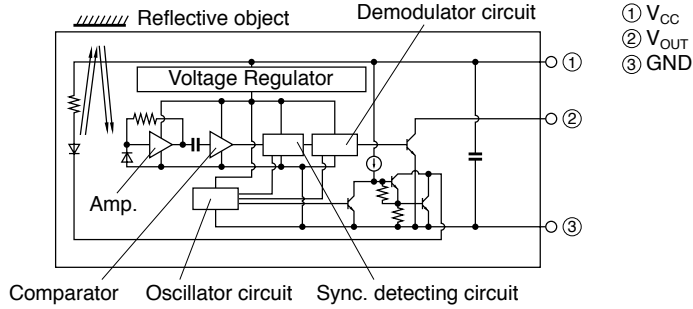 Reflective object
Demodulator circuit
① V_CC
② V_OUT
③ GND
①
Voltage Regulator
②
Amp.
③
Comparator
Oscillator circuit
Sync. detecting circuit